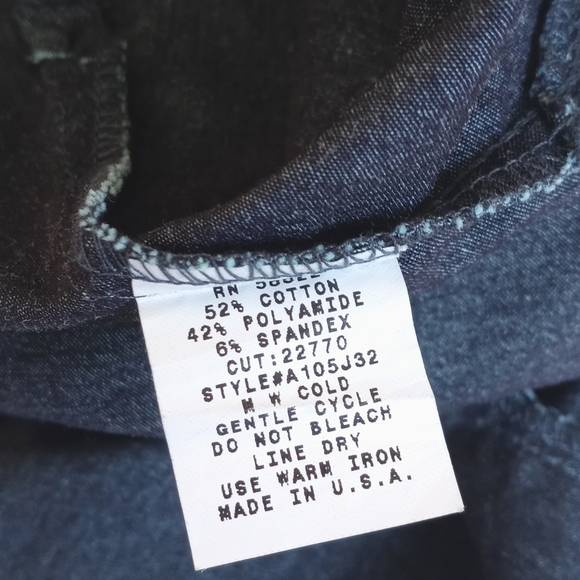 RN
52% COTTON
42% POLYAMIDE
6% SPANDEX
CUT:22770
STYLE#A105J32
M W COLD
GENTLE CYCLE
DO NOT BLEACH
LINE DRY
USE WARM IRON
MADE IN U.S.A.